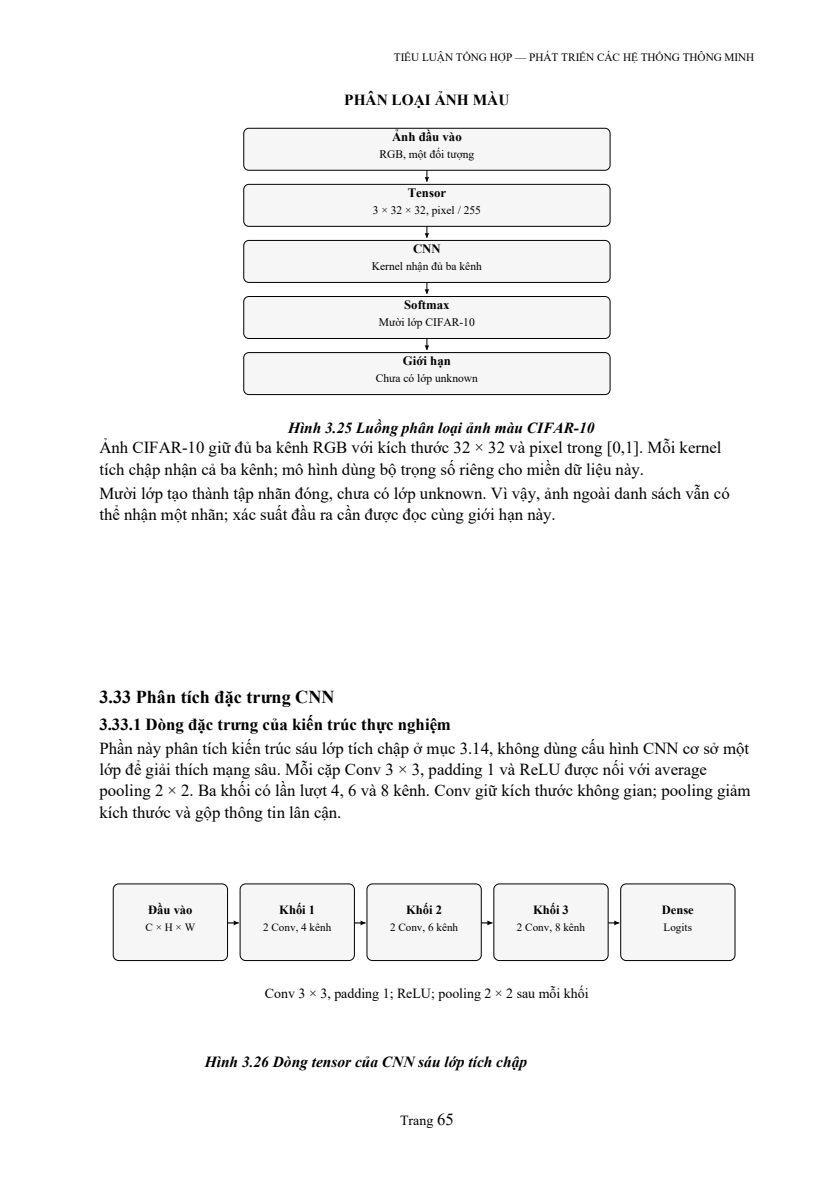 TIỂU LUẬN TỔNG HỢP — PHÁT TRIỂN CÁC HỆ THỐNG THÔNG MINH
PHÂN LOẠI ẢNH MÀU
Ảnh đầu vào
RGB, một đối tượng
Tensor
3 × 32 × 32, pixel / 255
CNN
Kernel nhận đủ ba kênh
Softmax
Mười lớp CIFAR-10
Giới hạn
Chưa có lớp unknown
Hình 3.25 Luồng phân loại ảnh màu CIFAR-10
Ảnh CIFAR-10 giữ đủ ba kênh RGB với kích thước 32 × 32 và pixel trong [0,1]. Mỗi kernel
tích chập nhận cả ba kênh; mô hình dùng bộ trọng số riêng cho miền dữ liệu này.
Mười lớp tạo thành tập nhãn đóng, chưa có lớp unknown. Vì vậy, ảnh ngoài danh sách vẫn có
thể nhận một nhãn; xác suất đầu ra cần được đọc cùng giới hạn này.
3.33 Phân tích đặc trưng CNN
3.33.1 Dòng đặc trưng của kiến trúc thực nghiệm
Phần này phân tích kiến trúc sáu lớp tích chập ở mục 3.14, không dùng cấu hình CNN cơ sở một
lớp để giải thích mạng sâu. Mỗi cặp Conv 3 × 3, padding 1 và ReLU được nối với average
pooling 2 × 2. Ba khối có lần lượt 4, 6 và 8 kênh. Conv giữ kích thước không gian; pooling giảm
kích thước và gộp thông tin lân cận.
Đầu vào
C × H × W
Khối 1
2 Conv, 4 kênh
Khối 2
2 Conv, 6 kênh
Khối 3
2 Conv, 8 kênh
Dense
Logits
Conv 3 × 3, padding 1; ReLU; pooling 2 × 2 sau mỗi khối
Hình 3.26 Dòng tensor của CNN sáu lớp tích chập
Trang 65